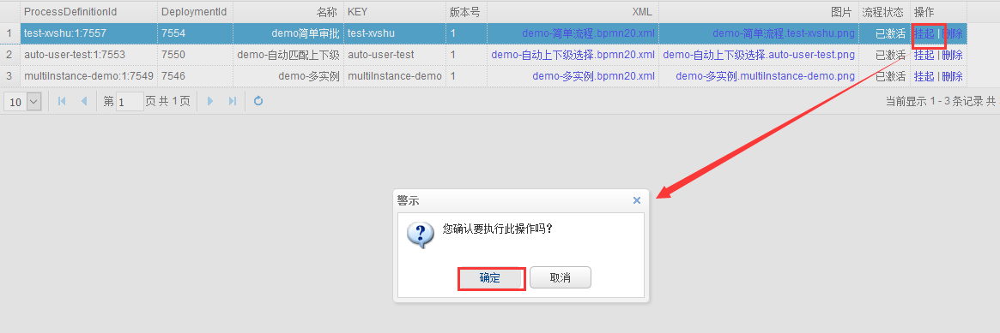 ProcessDefinitionId DeploymentId 名称 KEY 版本号 XML 图片 流程状态 操作
1 test-xvshu:1:7557 7554 demo简单审批 test-xvshu 1 demo-简单流程.bpmn20.xml demo-简单流程.test-xvshu.png 已激活 挂起 | 删除
2 auto-user-test:1:7553 7550 demo-自动匹配上下级 auto-user-test 1 demo-自动上下级选择.bpmn20.xml demo-自动上下级选择.auto-user-test.png 已激活 挂起 | 删除
3 multiInstance-demo:1:7549 7546 demo-多实例 multiInstance-demo 1 demo-多实例.bpmn20.xml demo-多实例.multiInstance-demo.png 已激活 挂起 | 删除
10 第 1 页 共 1 页 当前显示 1 - 3 条记录 共
警示
您确认要执行此操作吗?
确定 取消